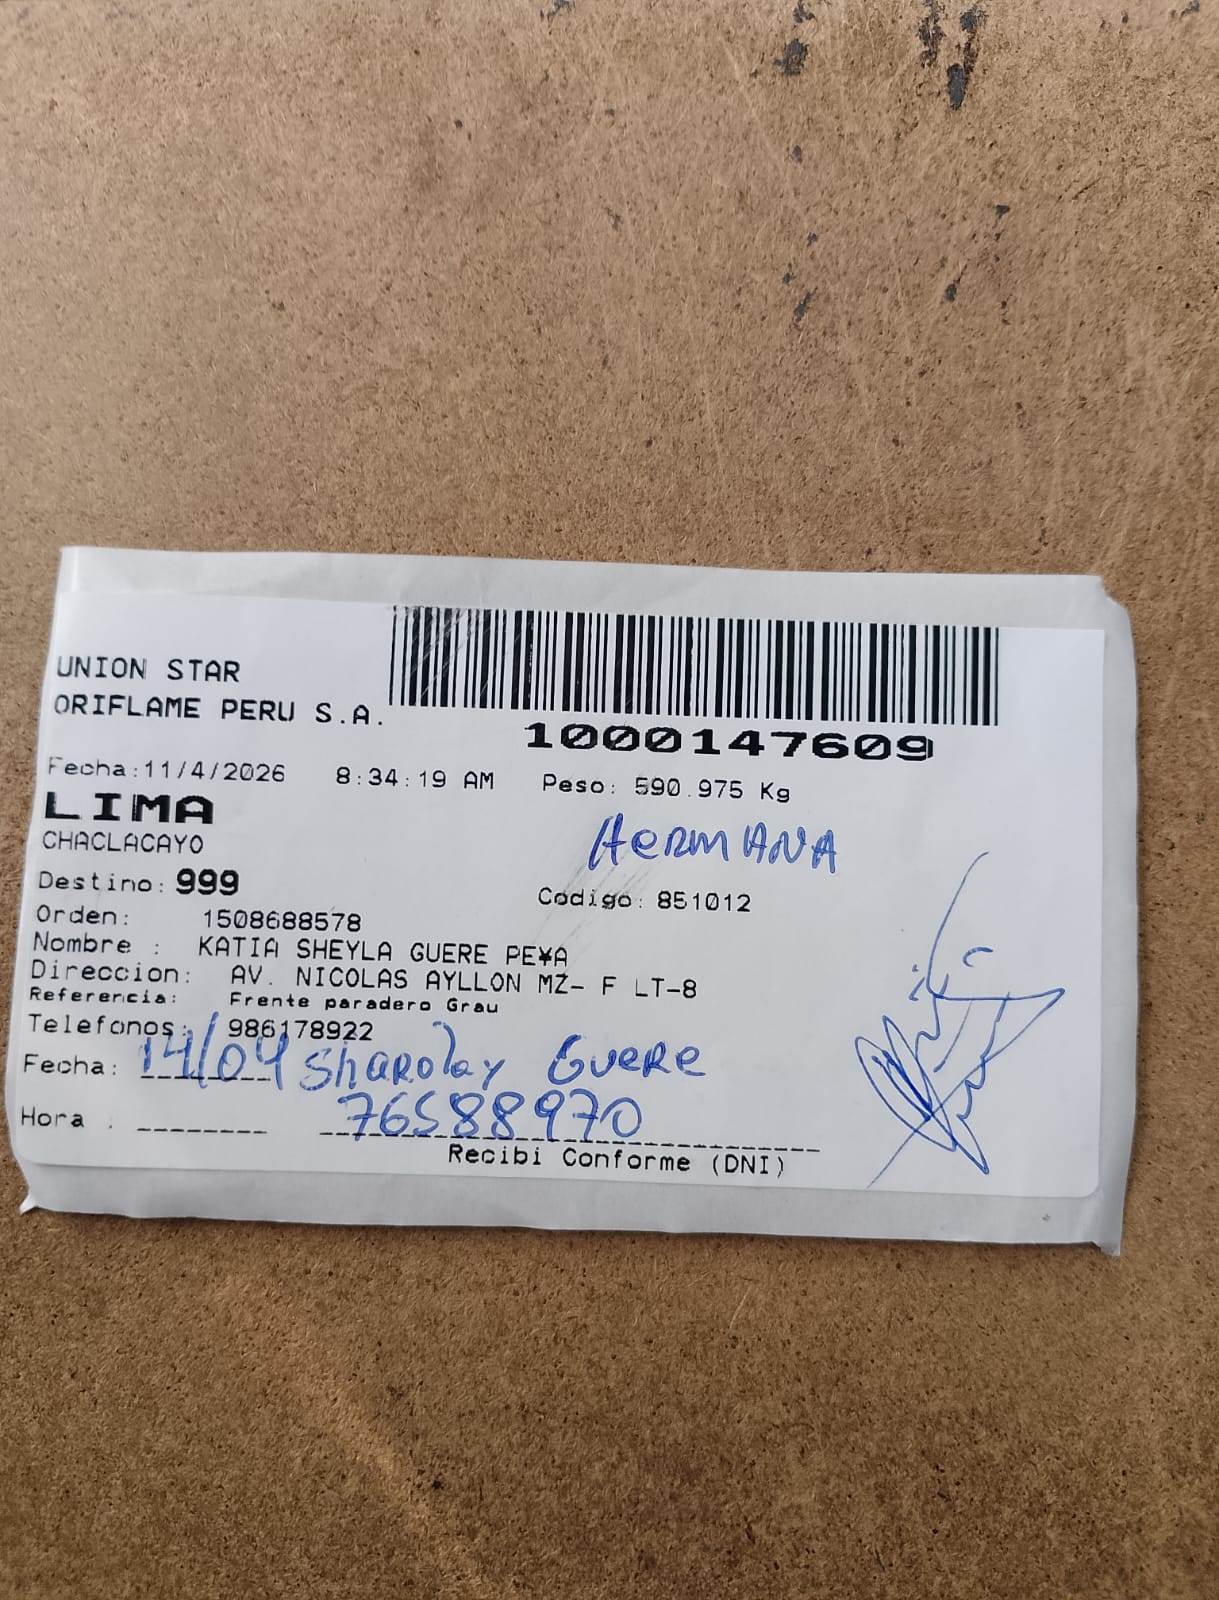 UNION STAR
ORIFLAME PERU S.A.
1000147609
Fecha:11/4/2026 8:34:19 AM Peso: 590.975 Kg
LIMA
HERMANA
CHACLACAYO
Destino: 999
Codigo: 851012
Orden: 1508688578
Nombre : KATIA SHEYLA GUERE PE¥A
Direccion: AV. NICOLAS AYLLON MZ- F LT-8
Referencia: Frente paradero Grau
Telefonos: 986178922
Fecha: 14/04 Sharolay GUERE
Hora : 76588970
Recibi Conforme (DNI)